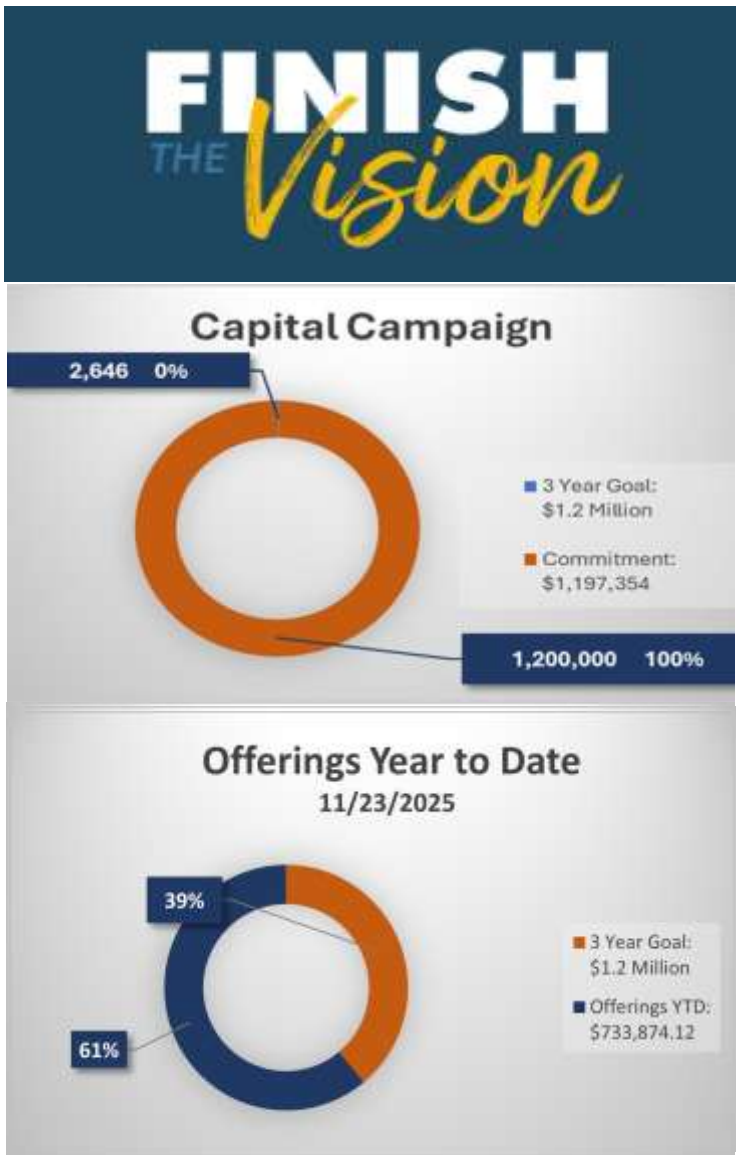 FINISH
THE Vision
Capital Campaign
2,646 0%
3 Year Goal:
$1.2 Million
Commitment:
$1,197,354
1,200,000 100%
Offerings Year to Date
11/23/2025
39%
3 Year Goal:
$1.2 Million
Offerings YTD:
$733,874.12
61%